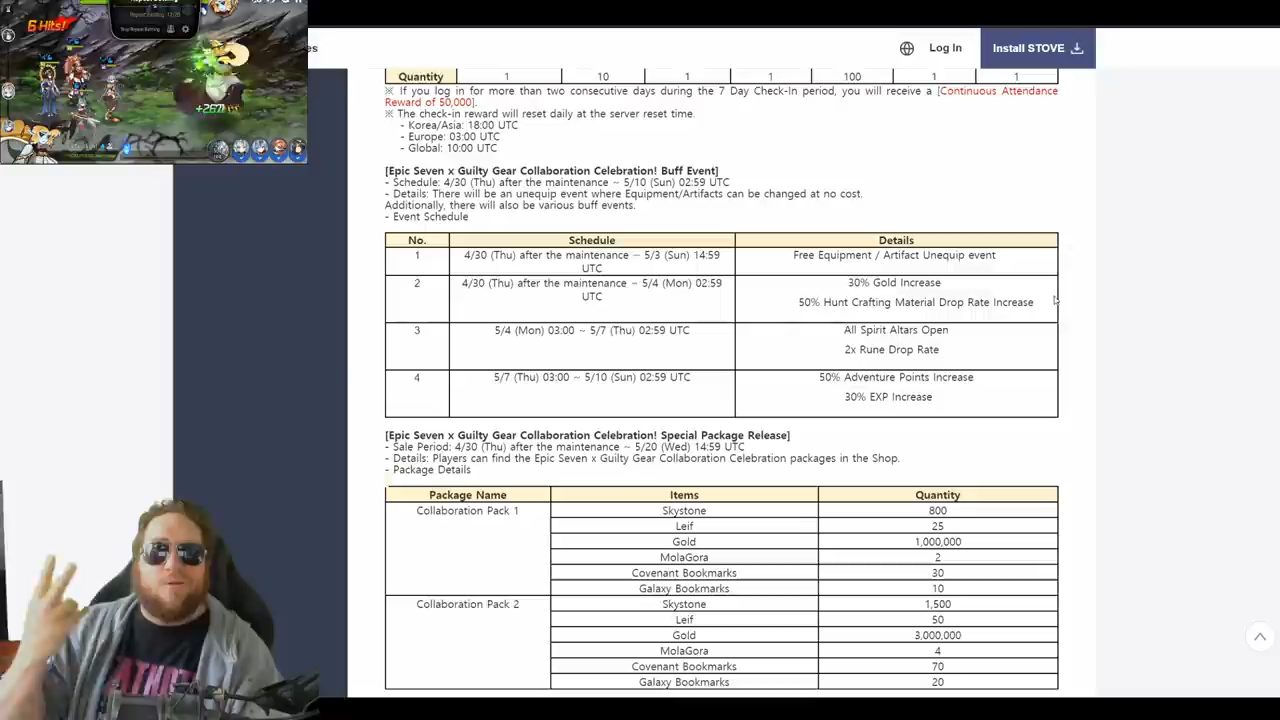 6 Hits!
+2671
es
Log In
Install STOVE
Quantity 1 10 1 1 100 1 1
※ If you log in for more than two consecutive days during the 7 Day Check-In period, you will receive a [Continuous Attendance
Reward of 50,000].
※ The check-in reward will reset daily at the server reset time.
- Korea/Asia: 18:00 UTC
- Europe: 03:00 UTC
- Global: 10:00 UTC
[Epic Seven x Guilty Gear Collaboration Celebration! Buff Event]
- Schedule: 4/30 (Thu) after the maintenance ~ 5/10 (Sun) 02:59 UTC
- Details: There will be an unequip event where Equipment/Artifacts can be changed at no cost.
Additionally, there will also be various buff events.
- Event Schedule
No. Schedule Details
1 4/30 (Thu) after the maintenance ~ 5/3 (Sun) 14:59 Free Equipment / Artifact Unequip event
UTC
2 4/30 (Thu) after the maintenance ~ 5/4 (Mon) 02:59 30% Gold Increase
UTC 50% Hunt Crafting Material Drop Rate Increase
3 5/4 (Mon) 03:00 ~ 5/7 (Thu) 02:59 UTC All Spirit Altars Open
2x Rune Drop Rate
4 5/7 (Thu) 03:00 ~ 5/10 (Sun) 02:59 UTC 50% Adventure Points Increase
30% EXP Increase
[Epic Seven x Guilty Gear Collaboration Celebration! Special Package Release]
- Sale Period: 4/30 (Thu) after the maintenance ~ 5/20 (Wed) 14:59 UTC
- Details: Players can find the Epic Seven x Guilty Gear Collaboration Celebration packages in the Shop.
- Package Details
Package Name Items Quantity
Collaboration Pack 1 Skystone 800
Leif 25
Gold 1,000,000
MolaGora 2
Covenant Bookmarks 30
Galaxy Bookmarks 10
Collaboration Pack 2 Skystone 1,500
Leif 50
Gold 3,000,000
MolaGora 4
Covenant Bookmarks 70
Galaxy Bookmarks 20